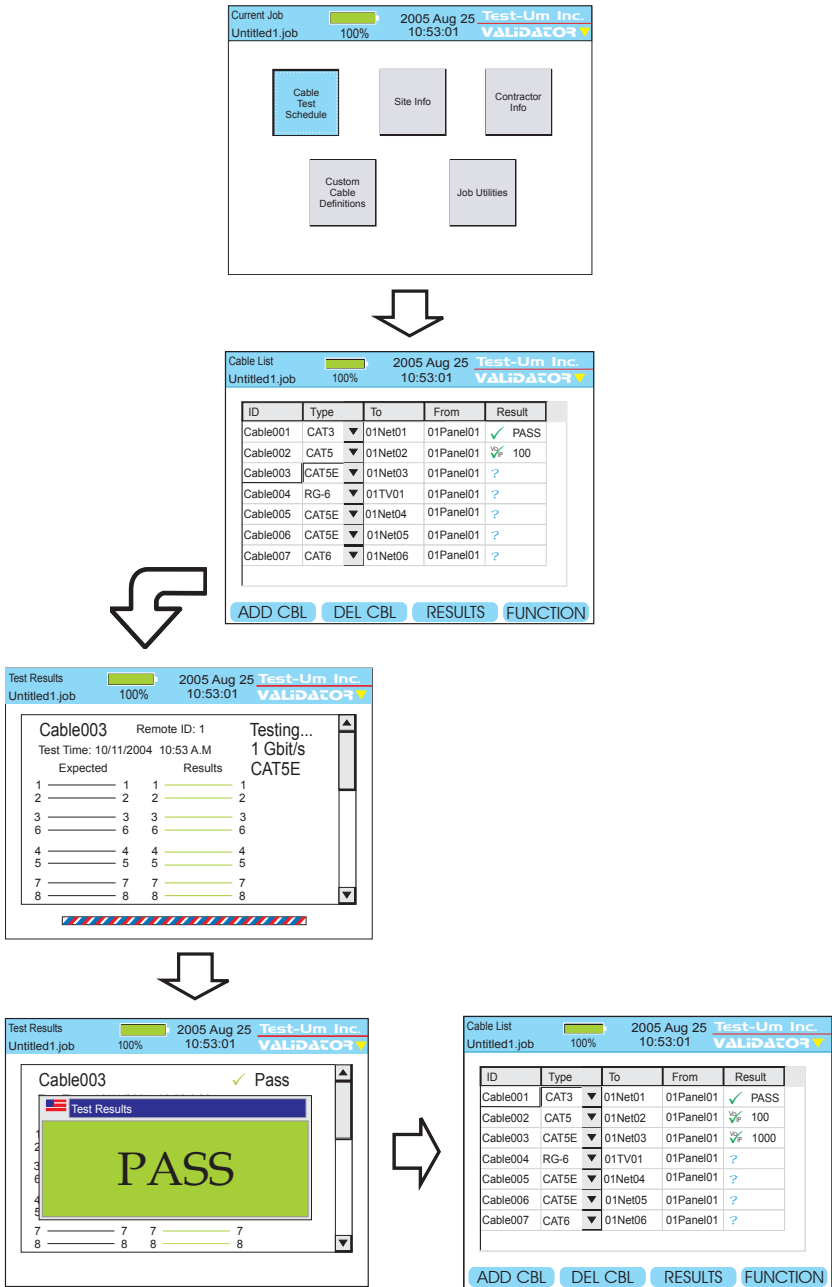 Current Job
Untitled1.job
100%
2005 Aug 25
10:53:01
Test-Um Inc.
VALiDATOR
Cable
Test
Schedule
Site Info
Contractor
Info
Custom
Cable
Definitions
Job Utilities
Cable List
Untitled1.job
100%
2005 Aug 25
10:53:01
Test-Um Inc.
VALiDATOR
ID Type To From Result
Cable001 CAT3 01Net01 01Panel01 ✓ PASS
Cable002 CAT5 01Net02 01Panel01 VoIP 100
Cable003 CAT5E 01Net03 01Panel01 ?
Cable004 RG-6 01TV01 01Panel01 ?
Cable005 CAT5E 01Net04 01Panel01 ?
Cable006 CAT5E 01Net05 01Panel01 ?
Cable007 CAT6 01Net06 01Panel01 ?
ADD CBL DEL CBL RESULTS FUNCTION
Test Results
Untitled1.job
100%
2005 Aug 25
10:53:01
Test-Um Inc.
VALiDATOR
Cable003 Remote ID: 1 Testing...
Test Time: 10/11/2004 10:53 A.M 1 Gbit/s
Expected Results CAT5E
1 1 1 1
2 2 2 2
3 3 3 3
6 6 6 6
4 4 4 4
5 5 5 5
7 7 7 7
8 8 8 8
Test Results
Untitled1.job
100%
2005 Aug 25
10:53:01
Test-Um Inc.
VALiDATOR
Cable003 ✓ Pass
Test Results
PASS
7 7 7 7
8 8 8 8
Cable List
Untitled1.job
100%
2005 Aug 25
10:53:01
Test-Um Inc.
VALiDATOR
ID Type To From Result
Cable001 CAT3 01Net01 01Panel01 ✓ PASS
Cable002 CAT5 01Net02 01Panel01 VoIP 100
Cable003 CAT5E 01Net03 01Panel01 VoIP 1000
Cable004 RG-6 01TV01 01Panel01 ?
Cable005 CAT5E 01Net04 01Panel01 ?
Cable006 CAT5E 01Net05 01Panel01 ?
Cable007 CAT6 01Net06 01Panel01 ?
ADD CBL DEL CBL RESULTS FUNCTION